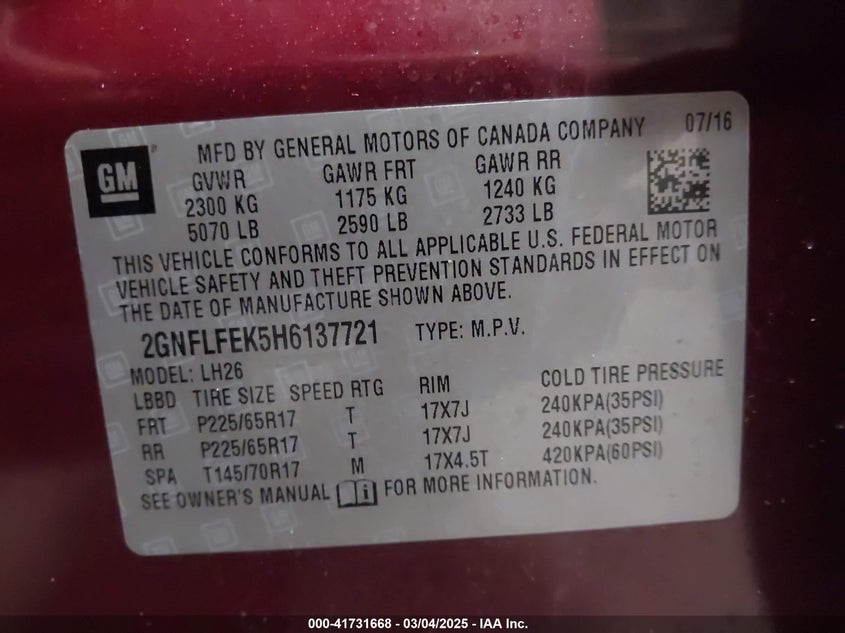 MFD BY GENERAL MOTORS OF CANADA COMPANY 07/16
GM
GVWR GAWR FRT GAWR RR
2300 KG 1175 KG 1240 KG
5070 LB 2590 LB 2733 LB
THIS VEHICLE CONFORMS TO ALL APPLICABLE U.S. FEDERAL MOTOR
VEHICLE SAFETY AND THEFT PREVENTION STANDARDS IN EFFECT ON
THE DATE OF MANUFACTURE SHOWN ABOVE.
2GNFLFEK5H6137721 TYPE: M.P.V.
MODEL: LH26
LBBD TIRE SIZE SPEED RTG RIM COLD TIRE PRESSURE
FRT P225/65R17 T 17X7J 240KPA(35PSI)
RR P225/65R17 T 17X7J 240KPA(35PSI)
SPA T145/70R17 M 17X4.5T 420KPA(60PSI)
SEE OWNER'S MANUAL i FOR MORE INFORMATION.
000-41731668 - 03/04/2025 - IAA Inc.